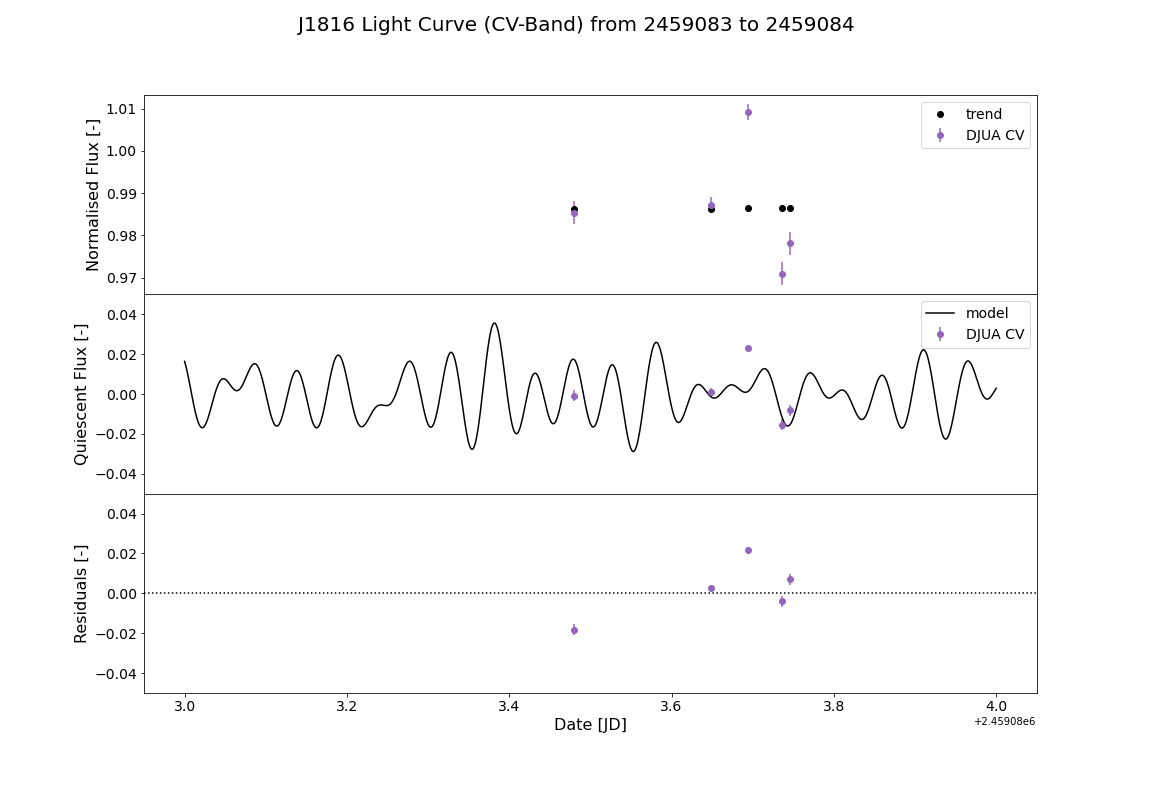 J1816 Light Curve (CV-Band) from 2459083 to 2459084
Normalised Flux [-]
1.01
1.00
0.99
0.98
0.97
trend
DJUA CV
Quiescent Flux [-]
0.04
0.02
0.00
−0.02
−0.04
model
DJUA CV
Residuals [-]
0.04
0.02
0.00
−0.02
−0.04
3.0 3.2 3.4 3.6 3.8 4.0
Date [JD]
+2.45908e6